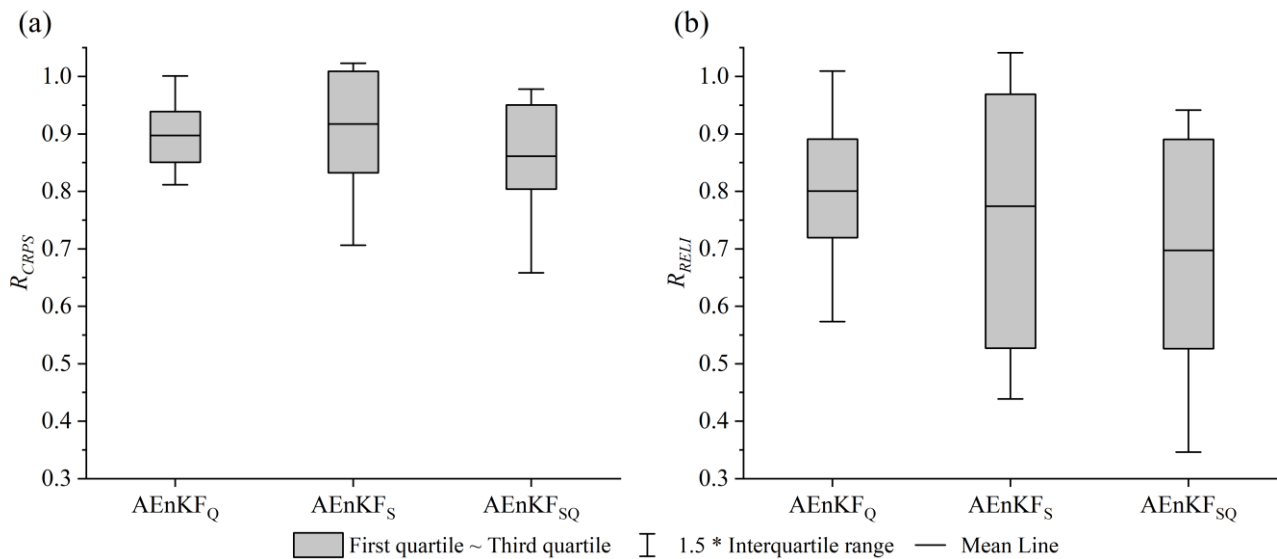 (a)
R_CRPS
1.0
0.9
0.8
0.7
0.6
0.5
0.4
0.3
AEnKF_Q AEnKF_S AEnKF_SQ
(b)
R_RELI
1.0
0.9
0.8
0.7
0.6
0.5
0.4
0.3
AEnKF_Q AEnKF_S AEnKF_SQ
First quartile ~ Third quartile 1.5 * Interquartile range Mean Line